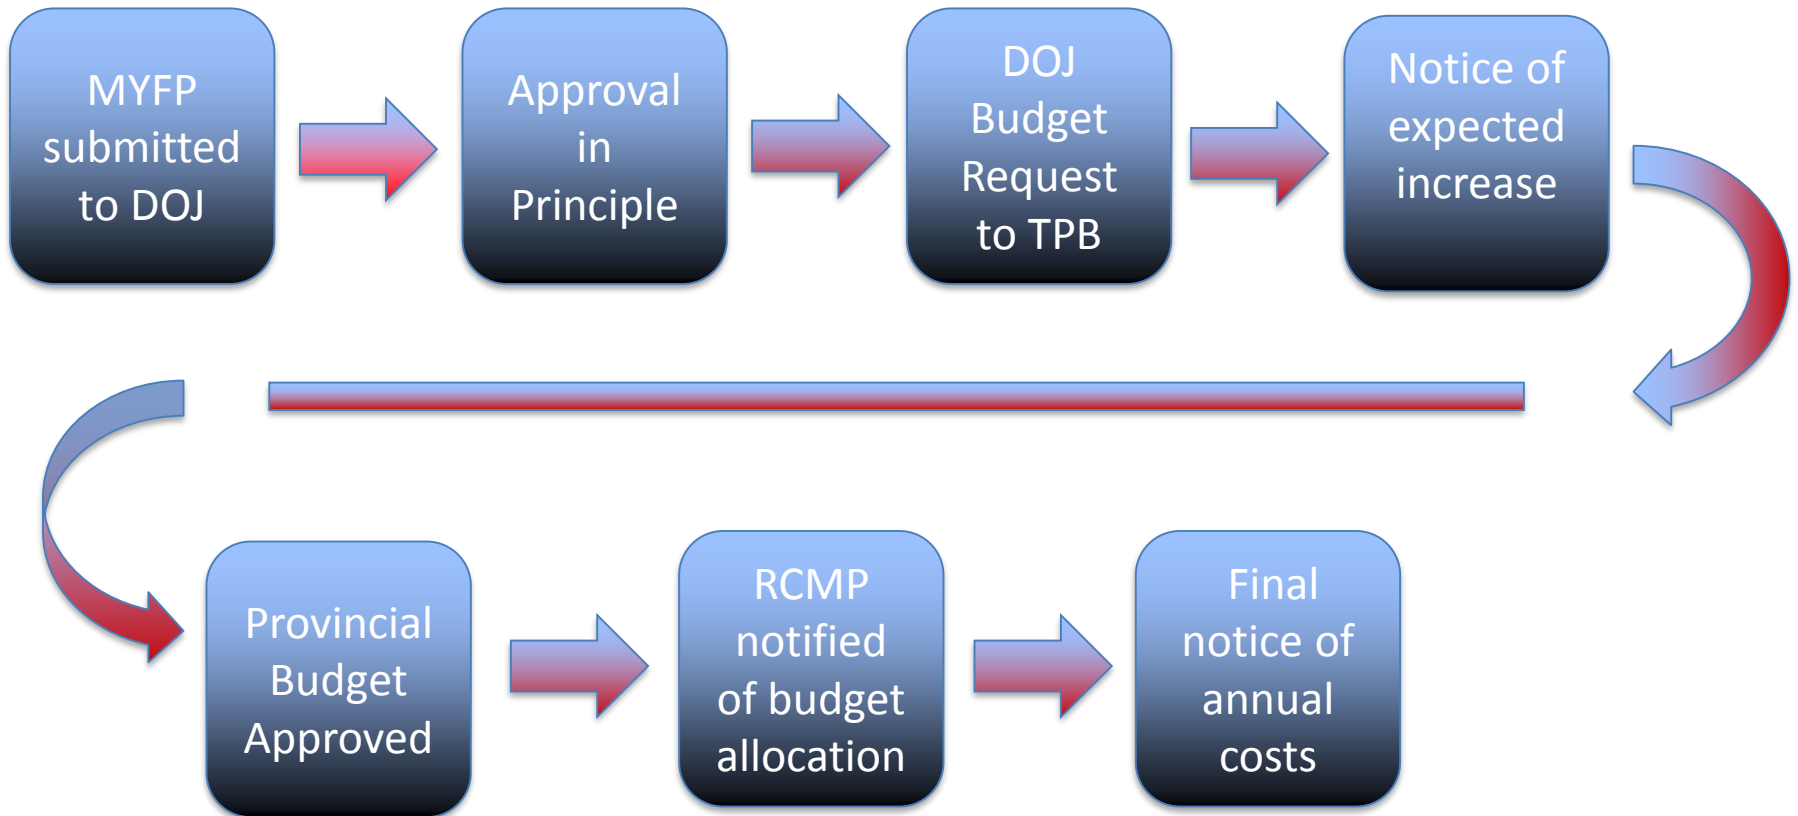 MYFP
submitted
to DOJ
Approval
in
Principle
DOJ
Budget
Request
to TPB
Notice of
expected
increase
Provincial
Budget
Approved
RCMP
notified
of budget
allocation
Final
notice of
annual
costs